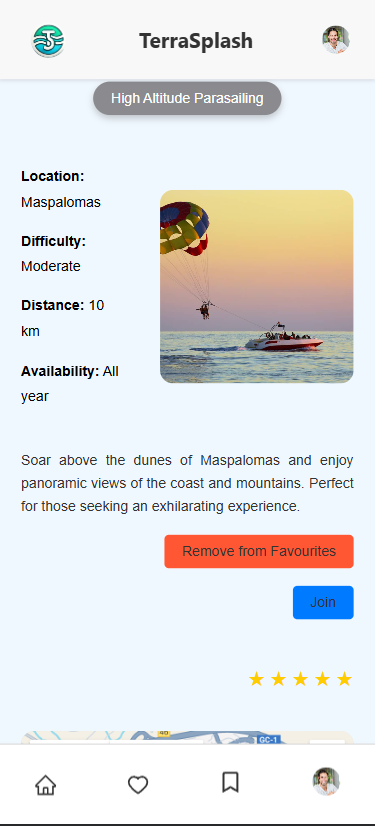 TerraSplash
High Altitude Parasailing
Location:
Maspalomas
Difficulty:
Moderate
Distance: 10
km
Availability: All
year
Soar above the dunes of Maspalomas and enjoy
panoramic views of the coast and mountains. Perfect
for those seeking an exhilarating experience.
Remove from Favourites
Join
GC-1